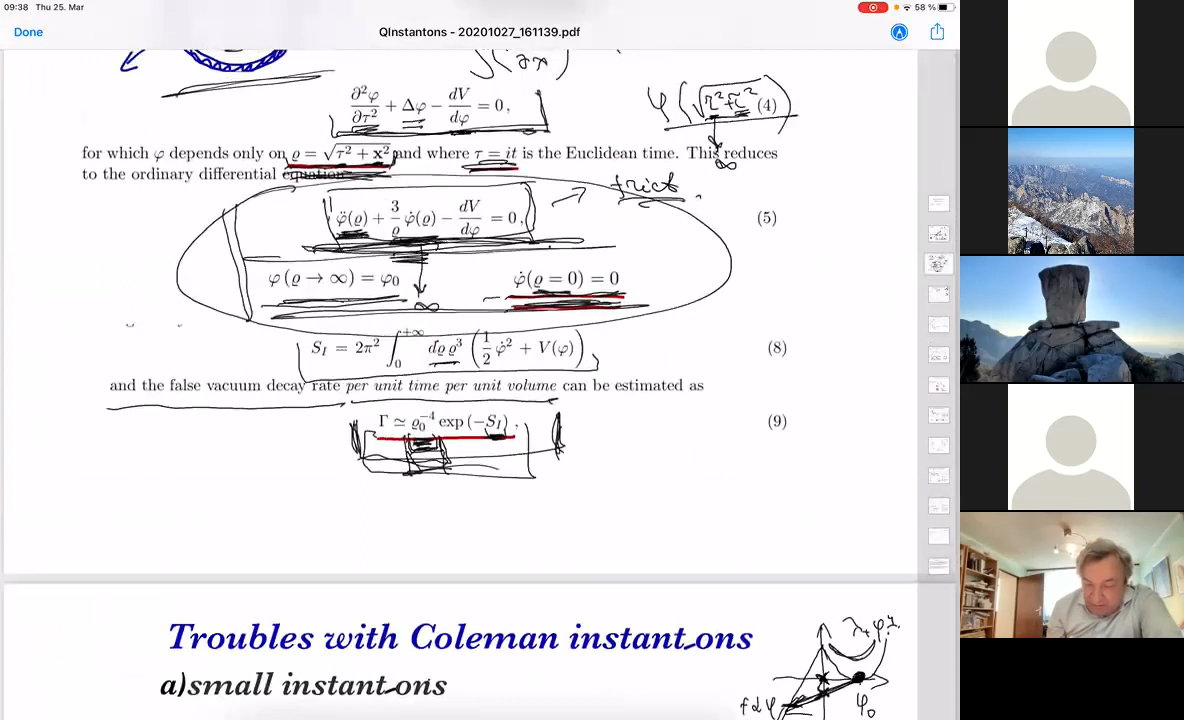 09:38 Thu 25. Mar
58 %
Done
QInstantons - 20201027_161139.pdf
∂²φ/∂τ² + Δφ − dV/dφ = 0,
(4)
for which φ depends only on ϱ = √(τ² + x²) and where τ = it is the Euclidean time. This reduces
∞
to the ordinary differential equation
frict
φ̈(ϱ) + 3/ϱ φ̇(ϱ) − dV/dφ = 0,
(5)
φ(ϱ → ∞) = φ₀
φ̇(ϱ = 0) = 0
∞
S_I = 2π² ∫₀^{+∞} dϱ ϱ³ (1/2 φ̇² + V(φ))
(8)
and the false vacuum decay rate per unit time per unit volume can be estimated as
Γ ≃ ϱ₀⁻⁴ exp (−S_I) ,
(9)
Troubles with Coleman instantons
a)small instantons
φ₀